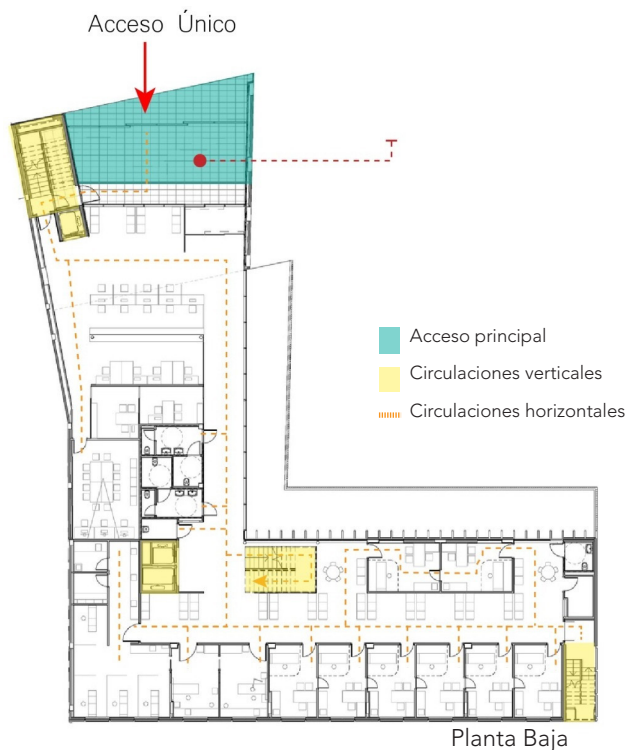 Acceso Único
Acceso principal
Circulaciones verticales
Circulaciones horizontales
Planta Baja